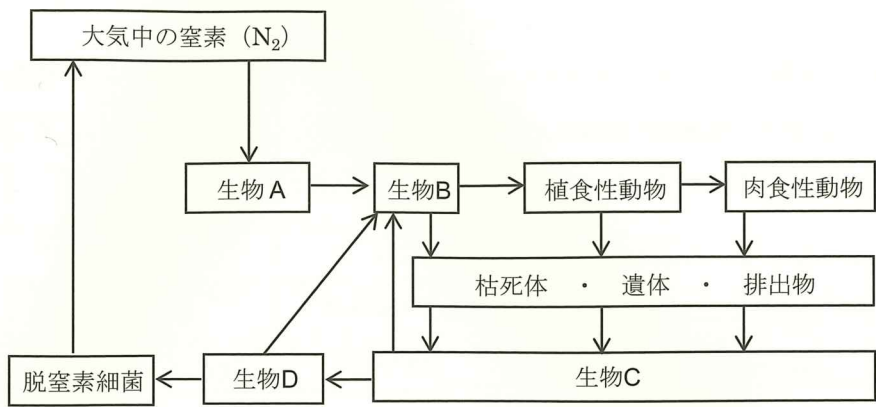 大気中の窒素（N₂）
生物A
生物B
植食性動物
肉食性動物
枯死体 ・ 遺体 ・ 排出物
脱窒素細菌
生物D
生物C